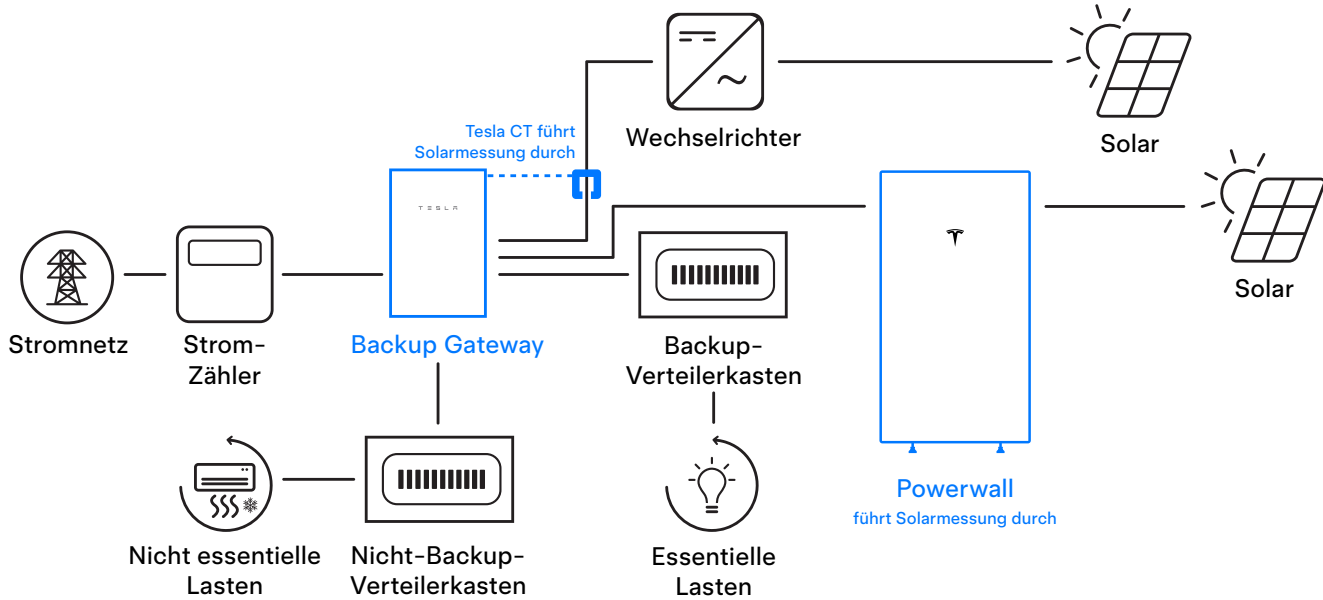 Tesla CT führt
Solarmessung durch
Wechselrichter
Solar
TESLA
Solar
Stromnetz
Strom-
Zähler
Backup Gateway
Backup-
Verteilerkasten
Powerwall
führt Solarmessung durch
Nicht essentielle
Lasten
Nicht-Backup-
Verteilerkasten
Essentielle
Lasten